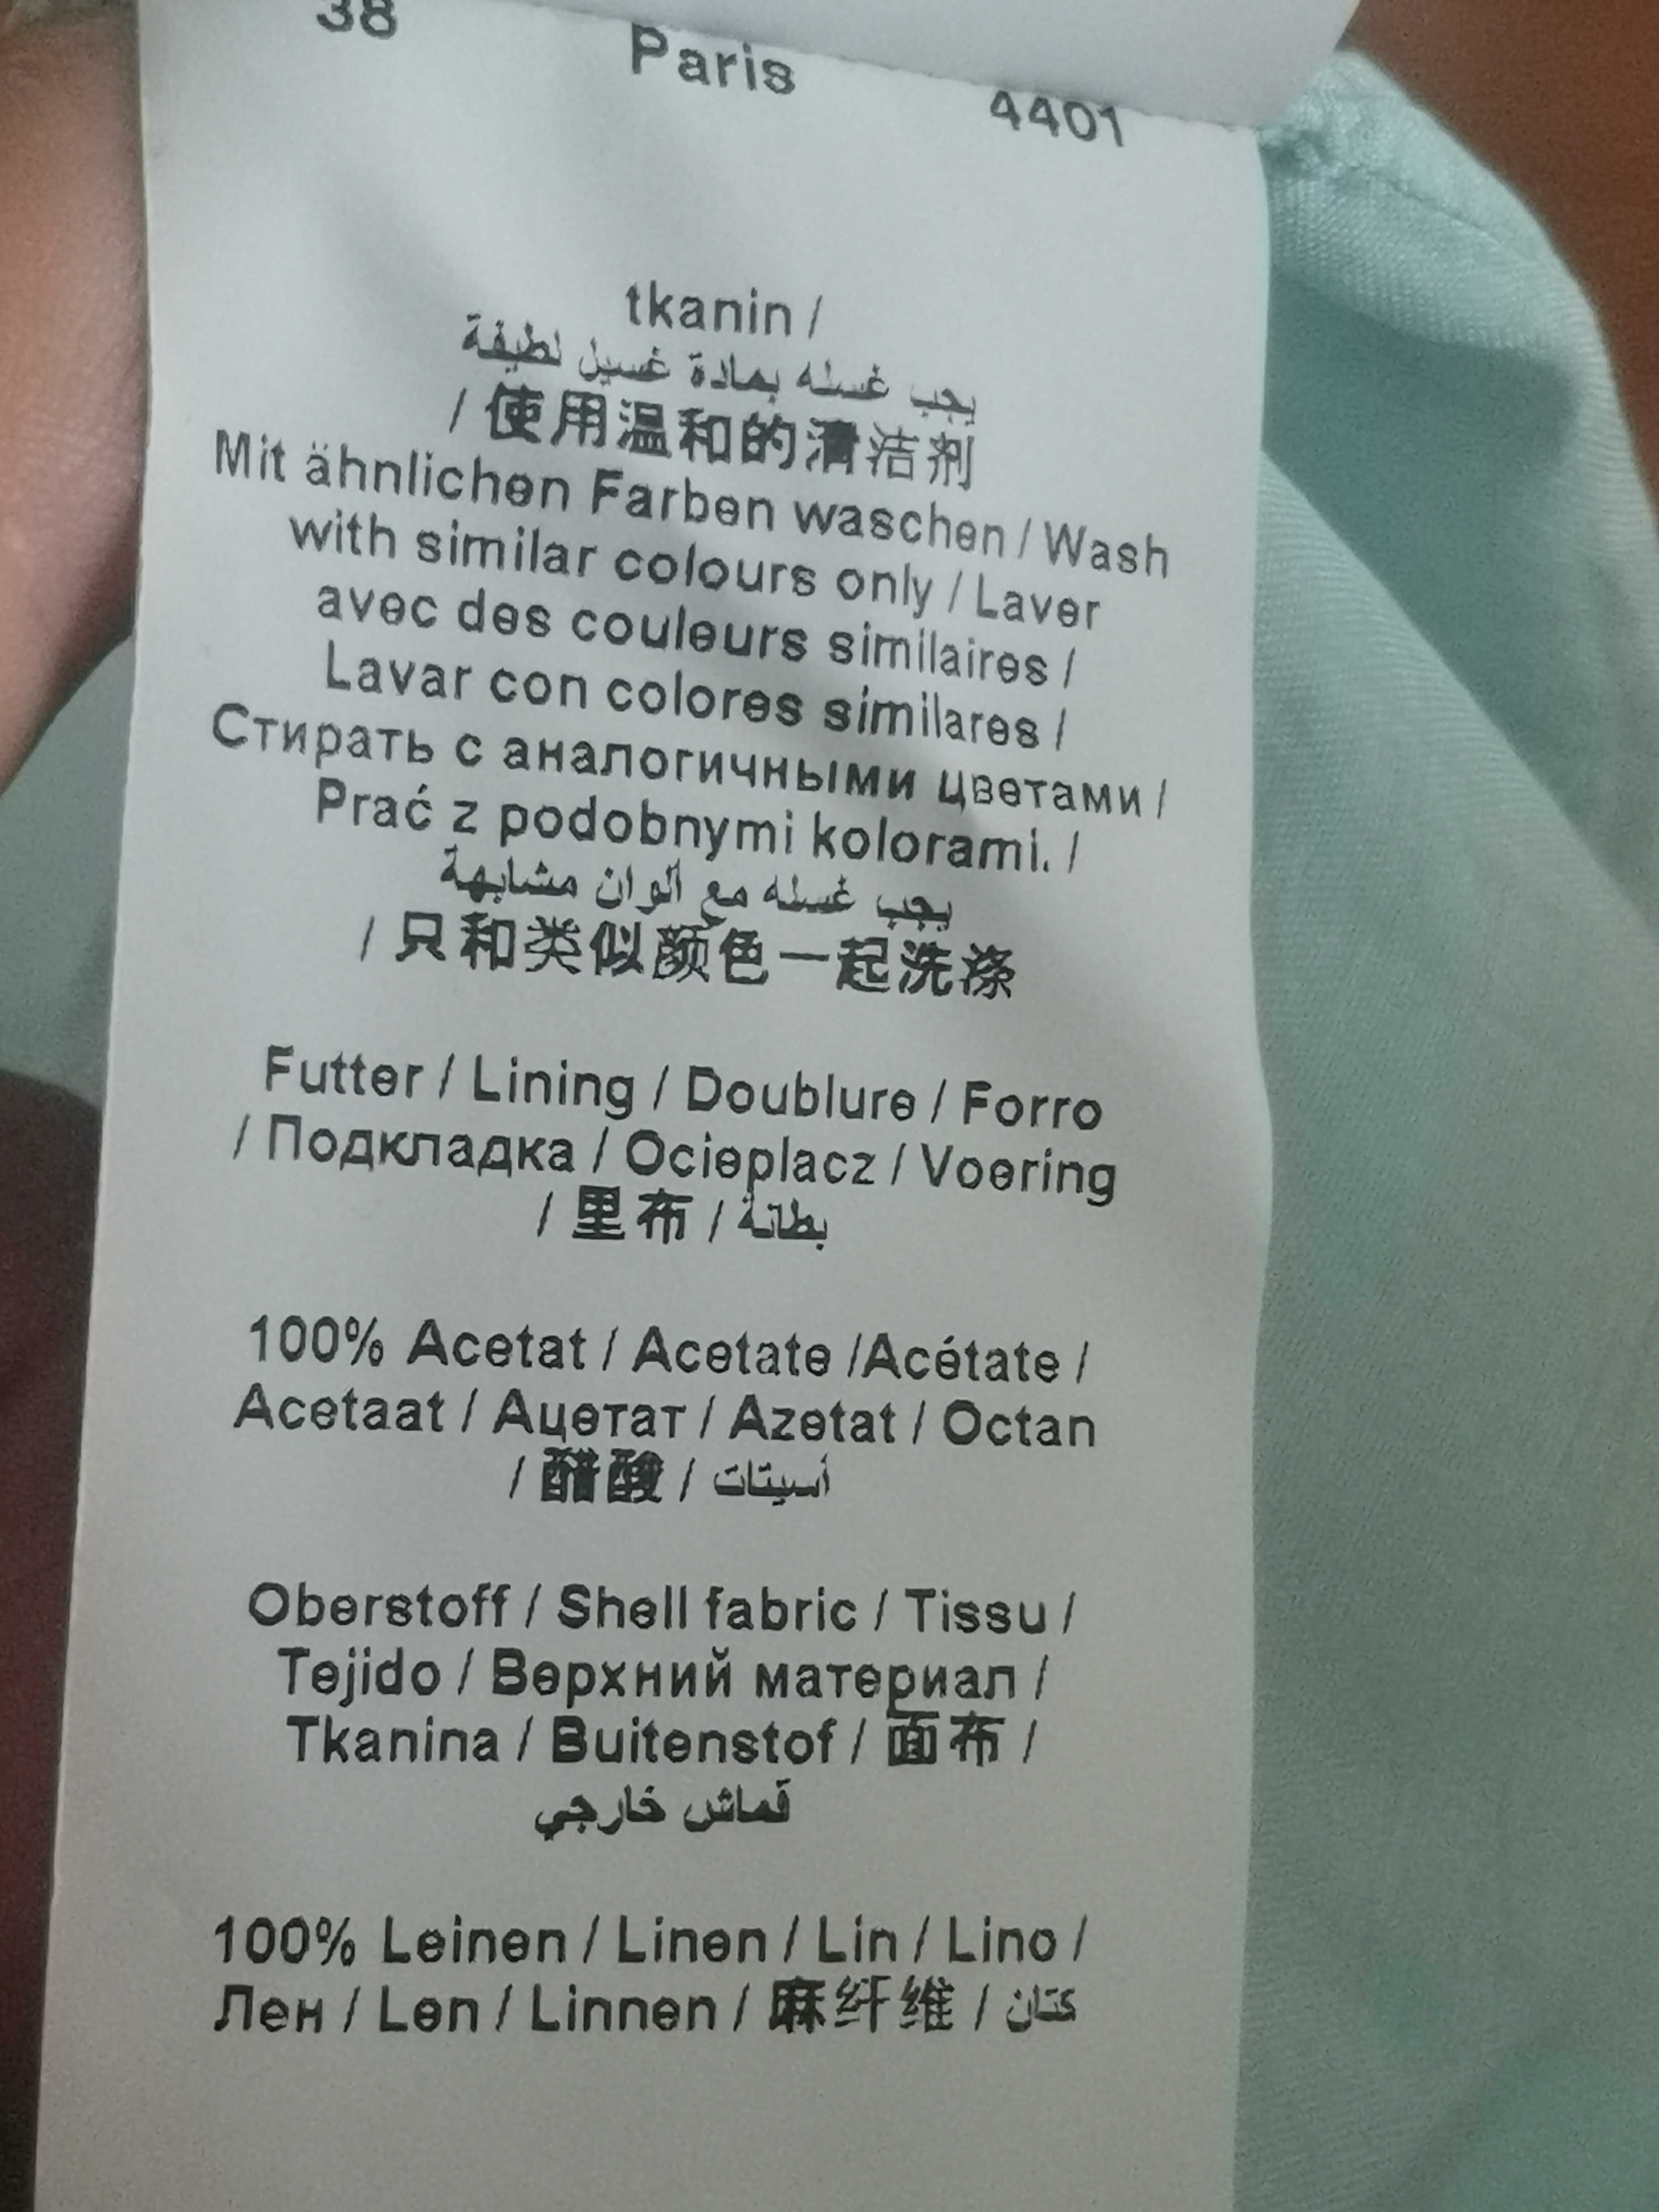 38 Paris 4401
tkanin /
يجب غسله بمادة غسيل لطيفة
/ 使用温和的清洁剂
Mit ähnlichen Farben waschen / Wash
with similar colours only / Laver
avec des couleurs similaires /
Lavar con colores similares /
Стирать с аналогичными цветами /
Prać z podobnymi kolorami. /
يجب غسله مع ألوان مشابهة
/ 只和类似颜色一起洗涤
Futter / Lining / Doublure / Forro
/ Подкладка / Ocieplacz / Voering
/ 里布 / بطانة
100% Acetat / Acetate /Acétate /
Acetaat / Ацетат / Azetat / Octan
/ 醋酸 / أسيتات
Oberstoff / Shell fabric / Tissu /
Tejido / Верхний материал /
Tkanina / Buitenstof / 面布 /
قماش خارجي
100% Leinen / Linen / Lin / Lino /
Лен / Len / Linnen / 麻纤维 / كتان